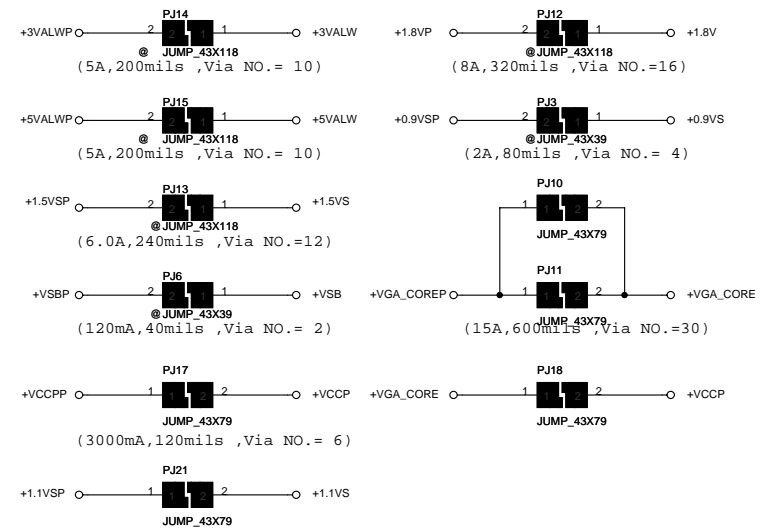 PJ14
+3VALWP 2 2 1 1 +3VALW
@ JUMP_43X118
(5A,200mils ,Via NO.= 10)
PJ15
+5VALWP 2 2 1 1 +5VALW
@ JUMP_43X118
(5A,200mils ,Via NO.= 10)
PJ13
+1.5VSP 2 2 1 1 +1.5VS
@ JUMP_43X118
(6.0A,240mils ,Via NO.=12)
PJ6
+VSBP 2 2 1 1 +VSB
@ JUMP_43X39
(120mA,40mils ,Via NO.= 2)
PJ17
+VCCPP 1 1 2 2 +VCCP
JUMP_43X79
(3000mA,120mils ,Via NO.= 6)
PJ21
+1.1VSP 1 1 2 2 +1.1VS
JUMP_43X79
PJ12
+1.8VP 2 2 1 1 +1.8V
@ JUMP_43X118
(8A,320mils ,Via NO.=16)
PJ3
+0.9VSP 2 2 1 1 +0.9VS
@ JUMP_43X39
(2A,80mils ,Via NO.= 4)
PJ10
1 1 2 2
JUMP_43X79
PJ11
+VGA_COREP 1 1 2 2 +VGA_CORE
JUMP_43X79
(15A,600mils ,Via NO.=30)
PJ18
+VGA_CORE 1 1 2 2 +VCCP
JUMP_43X79